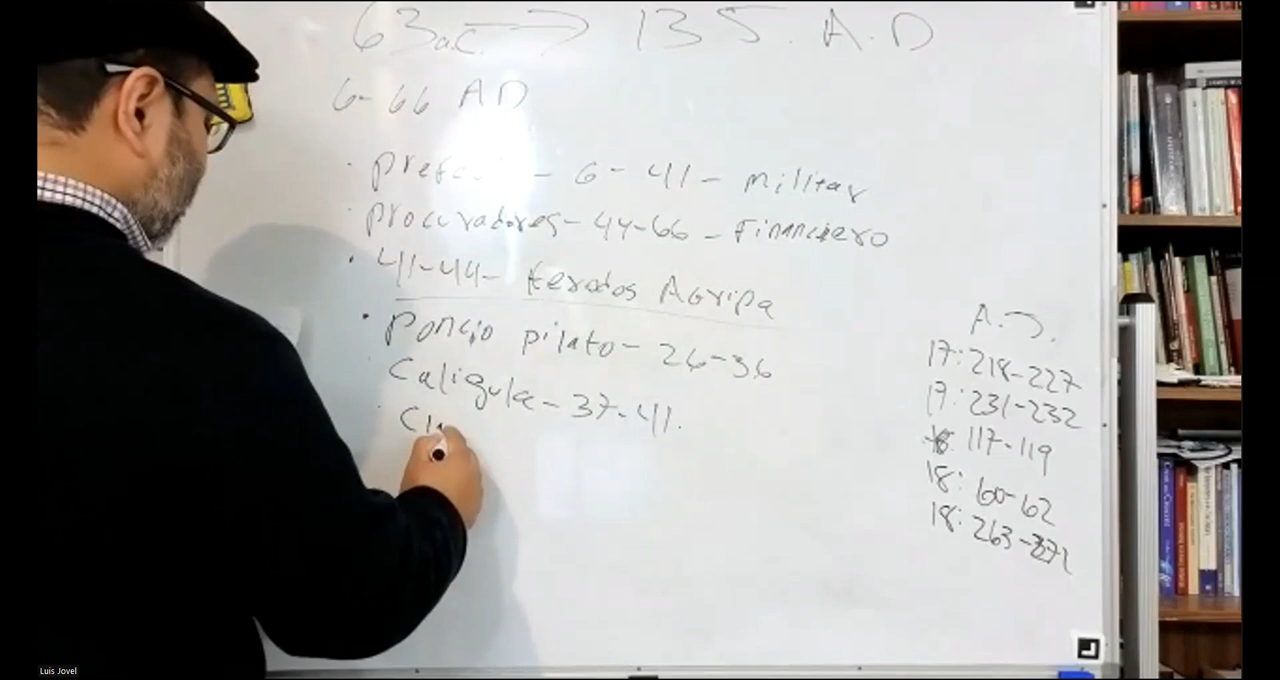 63 a.c. → 135. A.D
6-66 AD
· - 6 - 41 - militar
· procuradores - 44-66 - Financiero
· 41-44- Herodes Agripa
· Poncio pilato - 26-36
· Caligula - 37-41.
· Cl
A.J.
17:218-227
17:231-232
18: 117-119
18: 60-62
18: 263-
Luis Jovel